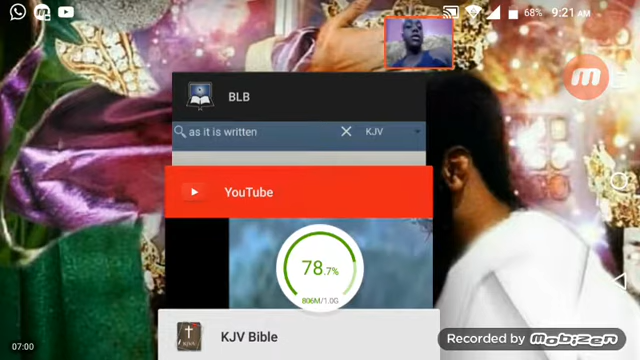 68% 9:21 AM
BLB
as it is written KJV
YouTube
78.7%
806M/1.0G
KJV Bible
07:00
Recorded by mobizen